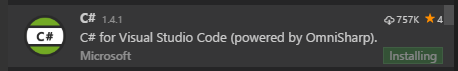 C# C# 1.4.1 757K 4
C# for Visual Studio Code (powered by OmniSharp).
Microsoft Installing